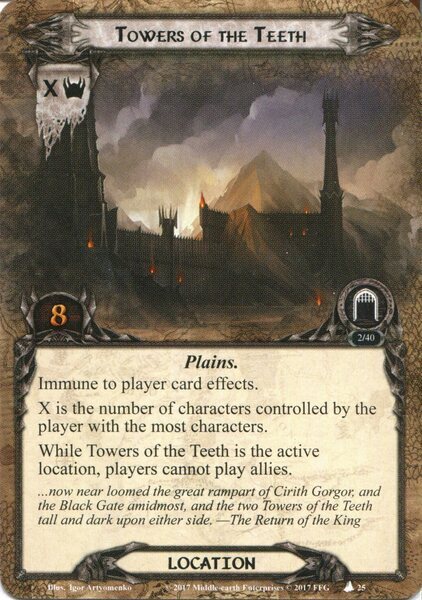 Towers of the Teeth
X
8
2/40
Plains.
Immune to player card effects.
X is the number of characters controlled by the
player with the most characters.
While Towers of the Teeth is the active
location, players cannot play allies.
...now near loomed the great rampart of Cirith Gorgor, and
the Black Gate amidmost, and the two Towers of the Teeth
tall and dark upon either side. —The Return of the King
LOCATION
Illus. Igor Artyomenko © 2017 Middle-earth Enterprises © 2017 FFG 25